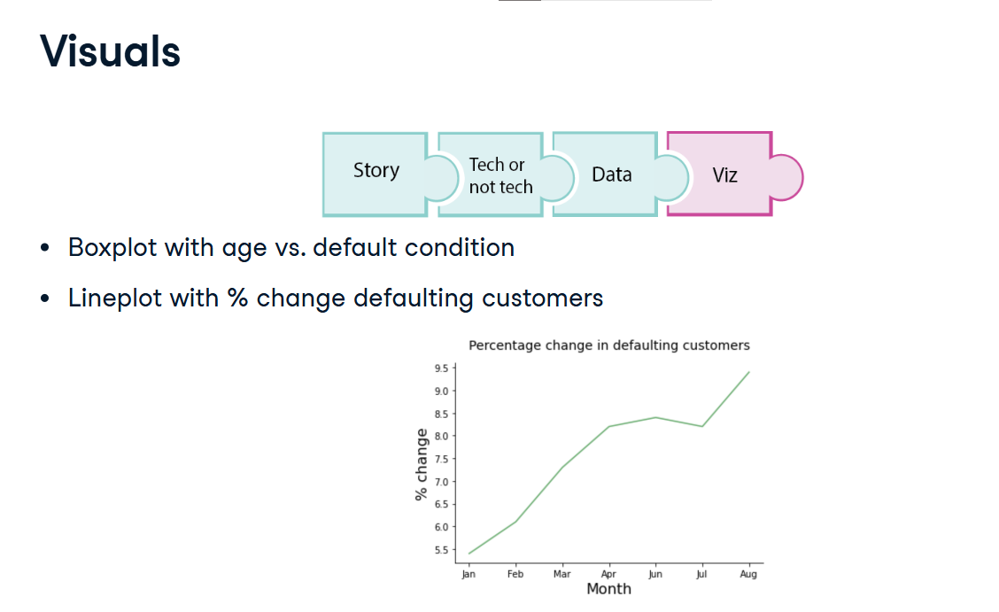 Visuals
Story
Tech or
not tech
Data
Viz
• Boxplot with age vs. default condition
• Lineplot with % change defaulting customers
Percentage change in defaulting customers
% change
9.5
9.0
8.5
8.0
7.5
7.0
6.5
6.0
5.5
Jan Feb Mar Apr Jun Jul Aug
Month